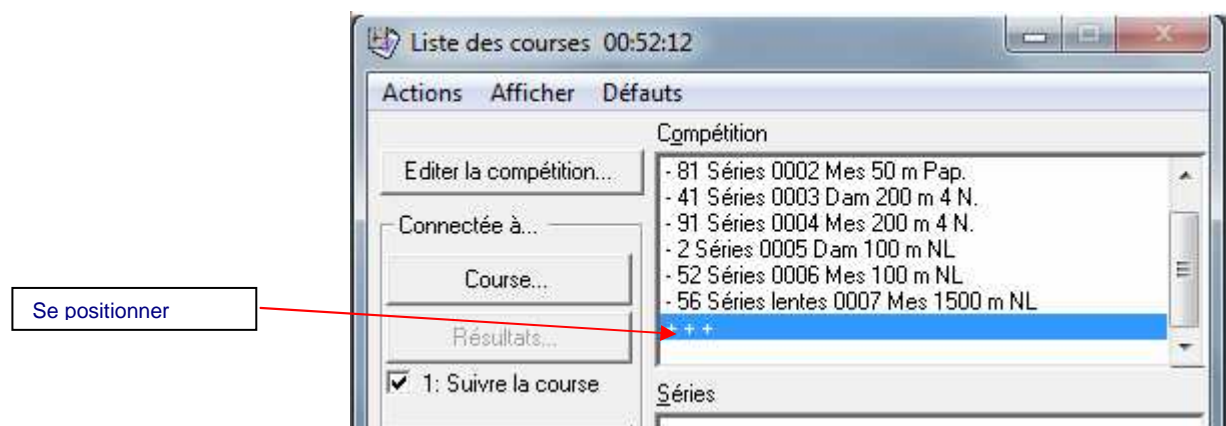 Liste des courses 00:52:12
Actions Afficher Défauts
Compétition
Editer la compétition...
- 81 Séries 0002 Mes 50 m Pap.
- 41 Séries 0003 Dam 200 m 4 N.
- 91 Séries 0004 Mes 200 m 4 N.
- 2 Séries 0005 Dam 100 m NL
- 52 Séries 0006 Mes 100 m NL
- 56 Séries lentes 0007 Mes 1500 m NL
+ + +
Connectée à...
Course...
Résultats...
1: Suivre la course
Séries
Se positionner